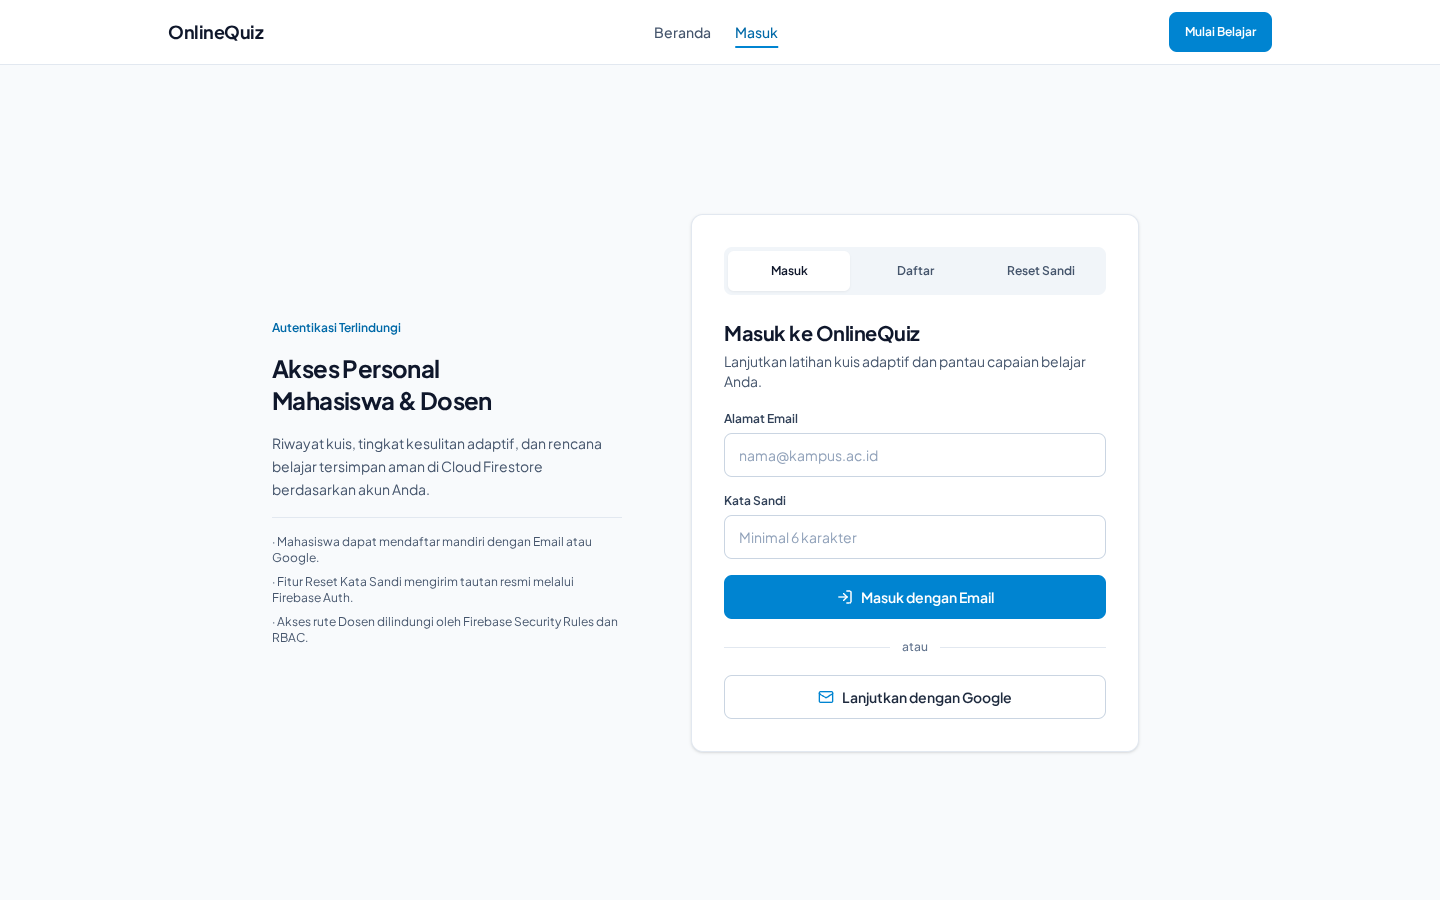 OnlineQuiz
Beranda
Masuk
Mulai Belajar
Autentikasi Terlindungi
Akses Personal
Mahasiswa & Dosen
Riwayat kuis, tingkat kesulitan adaptif, dan rencana
belajar tersimpan aman di Cloud Firestore
berdasarkan akun Anda.
· Mahasiswa dapat mendaftar mandiri dengan Email atau
Google.
· Fitur Reset Kata Sandi mengirim tautan resmi melalui
Firebase Auth.
· Akses rute Dosen dilindungi oleh Firebase Security Rules dan
RBAC.
Masuk
Daftar
Reset Sandi
Masuk ke OnlineQuiz
Lanjutkan latihan kuis adaptif dan pantau capaian belajar
Anda.
Alamat Email
nama@kampus.ac.id
Kata Sandi
Minimal 6 karakter
Masuk dengan Email
atau
Lanjutkan dengan Google